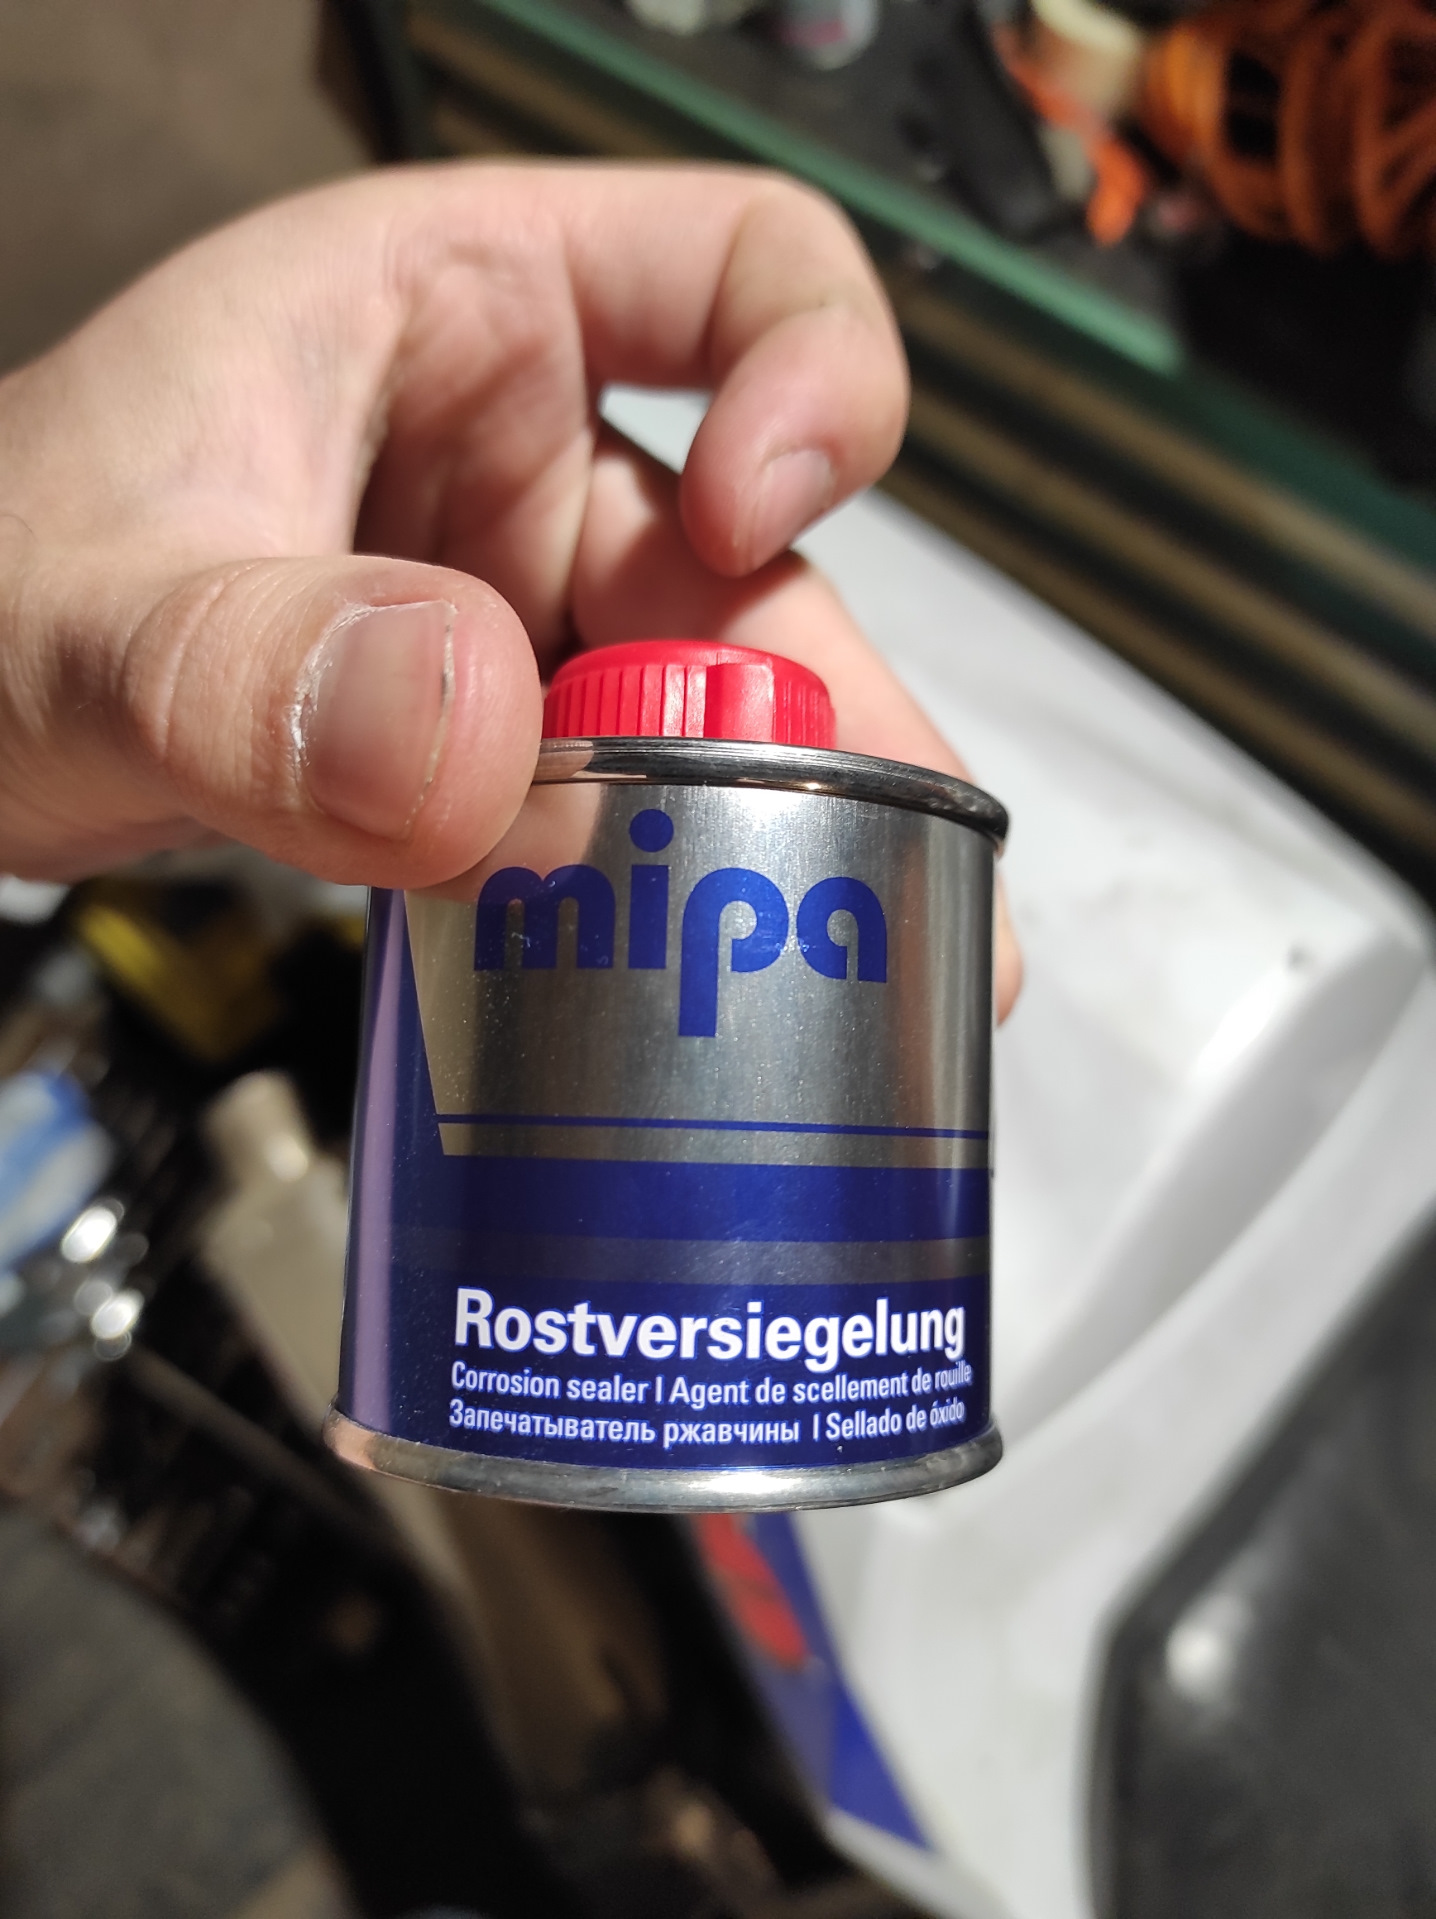 mipa
Rostversiegelung
Corrosion sealer | Agent de scellement de rouille
Запечатыватель ржавчины | Sellado de óxido